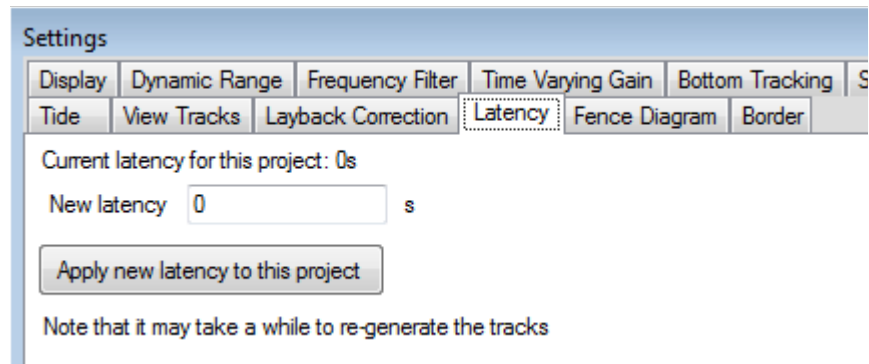 Settings
Display Dynamic Range Frequency Filter Time Varying Gain Bottom Tracking S
Tide View Tracks Layback Correction Latency Fence Diagram Border
Current latency for this project: 0s
New latency 0 s
Apply new latency to this project
Note that it may take a while to re-generate the tracks